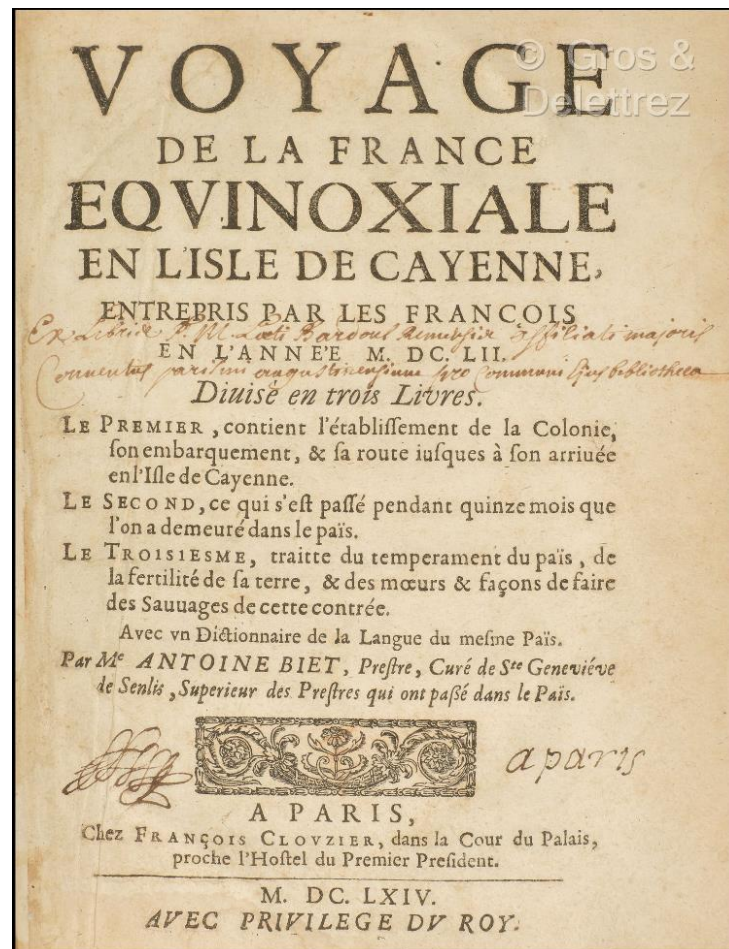 VOYAGE
© Gros &
Delettrez
DE LA FRANCE
EQVINOXIALE
EN L'ISLE DE CAYENNE,
ENTREPRIS PAR LES FRANCOIS
Ex Libris F. M.
EN L'ANNE'E M. DC. LII.
Conventus
Diuisé en trois Livres.
LE PREMIER, contient l'établiſſement de la Colonie,
ſon embarquement, & ſa route iuſques à ſon arriuée
en l'Iſle de Cayenne.
LE SECOND, ce qui s'eſt paſſé pendant quinze mois que
l'on a demeuré dans le païs.
LE TROISIESME, traitte du temperament du païs, de
la fertilité de ſa terre, & des mœurs & façons de faire
des Sauuages de cette contrée.
Avec vn Dictionnaire de la Langue du meſme Païs.
Par Me ANTOINE BIET, Preſtre, Curé de Ste Geneviéve
de Senlis, Superieur des Preſtres qui ont paßé dans le Païs.
a paris
A PARIS,
Chez FRANÇOIS CLOVZIER, dans la Cour du Palais,
proche l'Hoſtel du Premier Preſident.
M. DC. LXIV.
AVEC PRIVILEGE DV ROY.